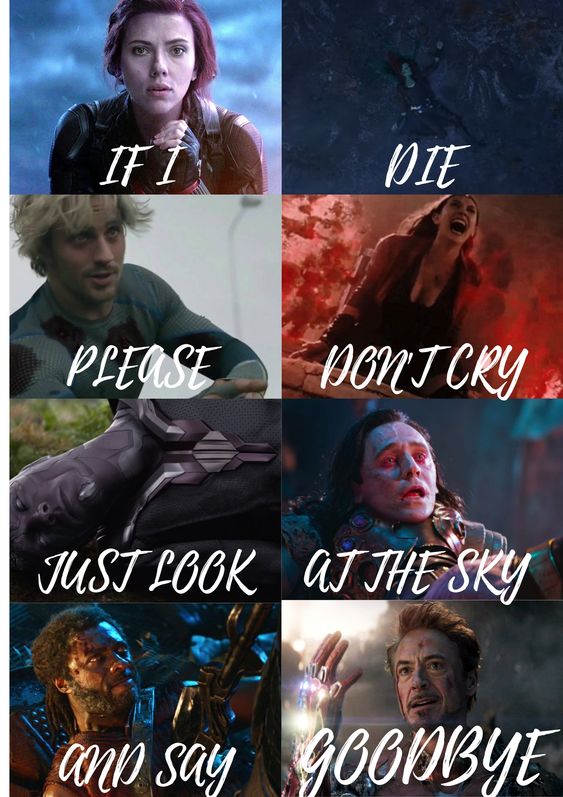 IF I
DIE
PLEASE
DON'T CRY
JUST LOOK
AT THE SKY
AND SAY
GOODBYE